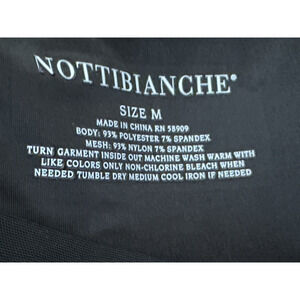 NOTTIBIANCHE®
SIZE M
MADE IN CHINA RN 58909
BODY: 93% POLYESTER 7% SPANDEX
MESH: 93% NYLON 7% SPANDEX
TURN GARMENT INSIDE OUT MACHINE WASH WARM WITH
LIKE COLORS ONLY NON-CHLORINE BLEACH WHEN
NEEDED TUMBLE DRY MEDIUM COOL IRON IF NEEDED